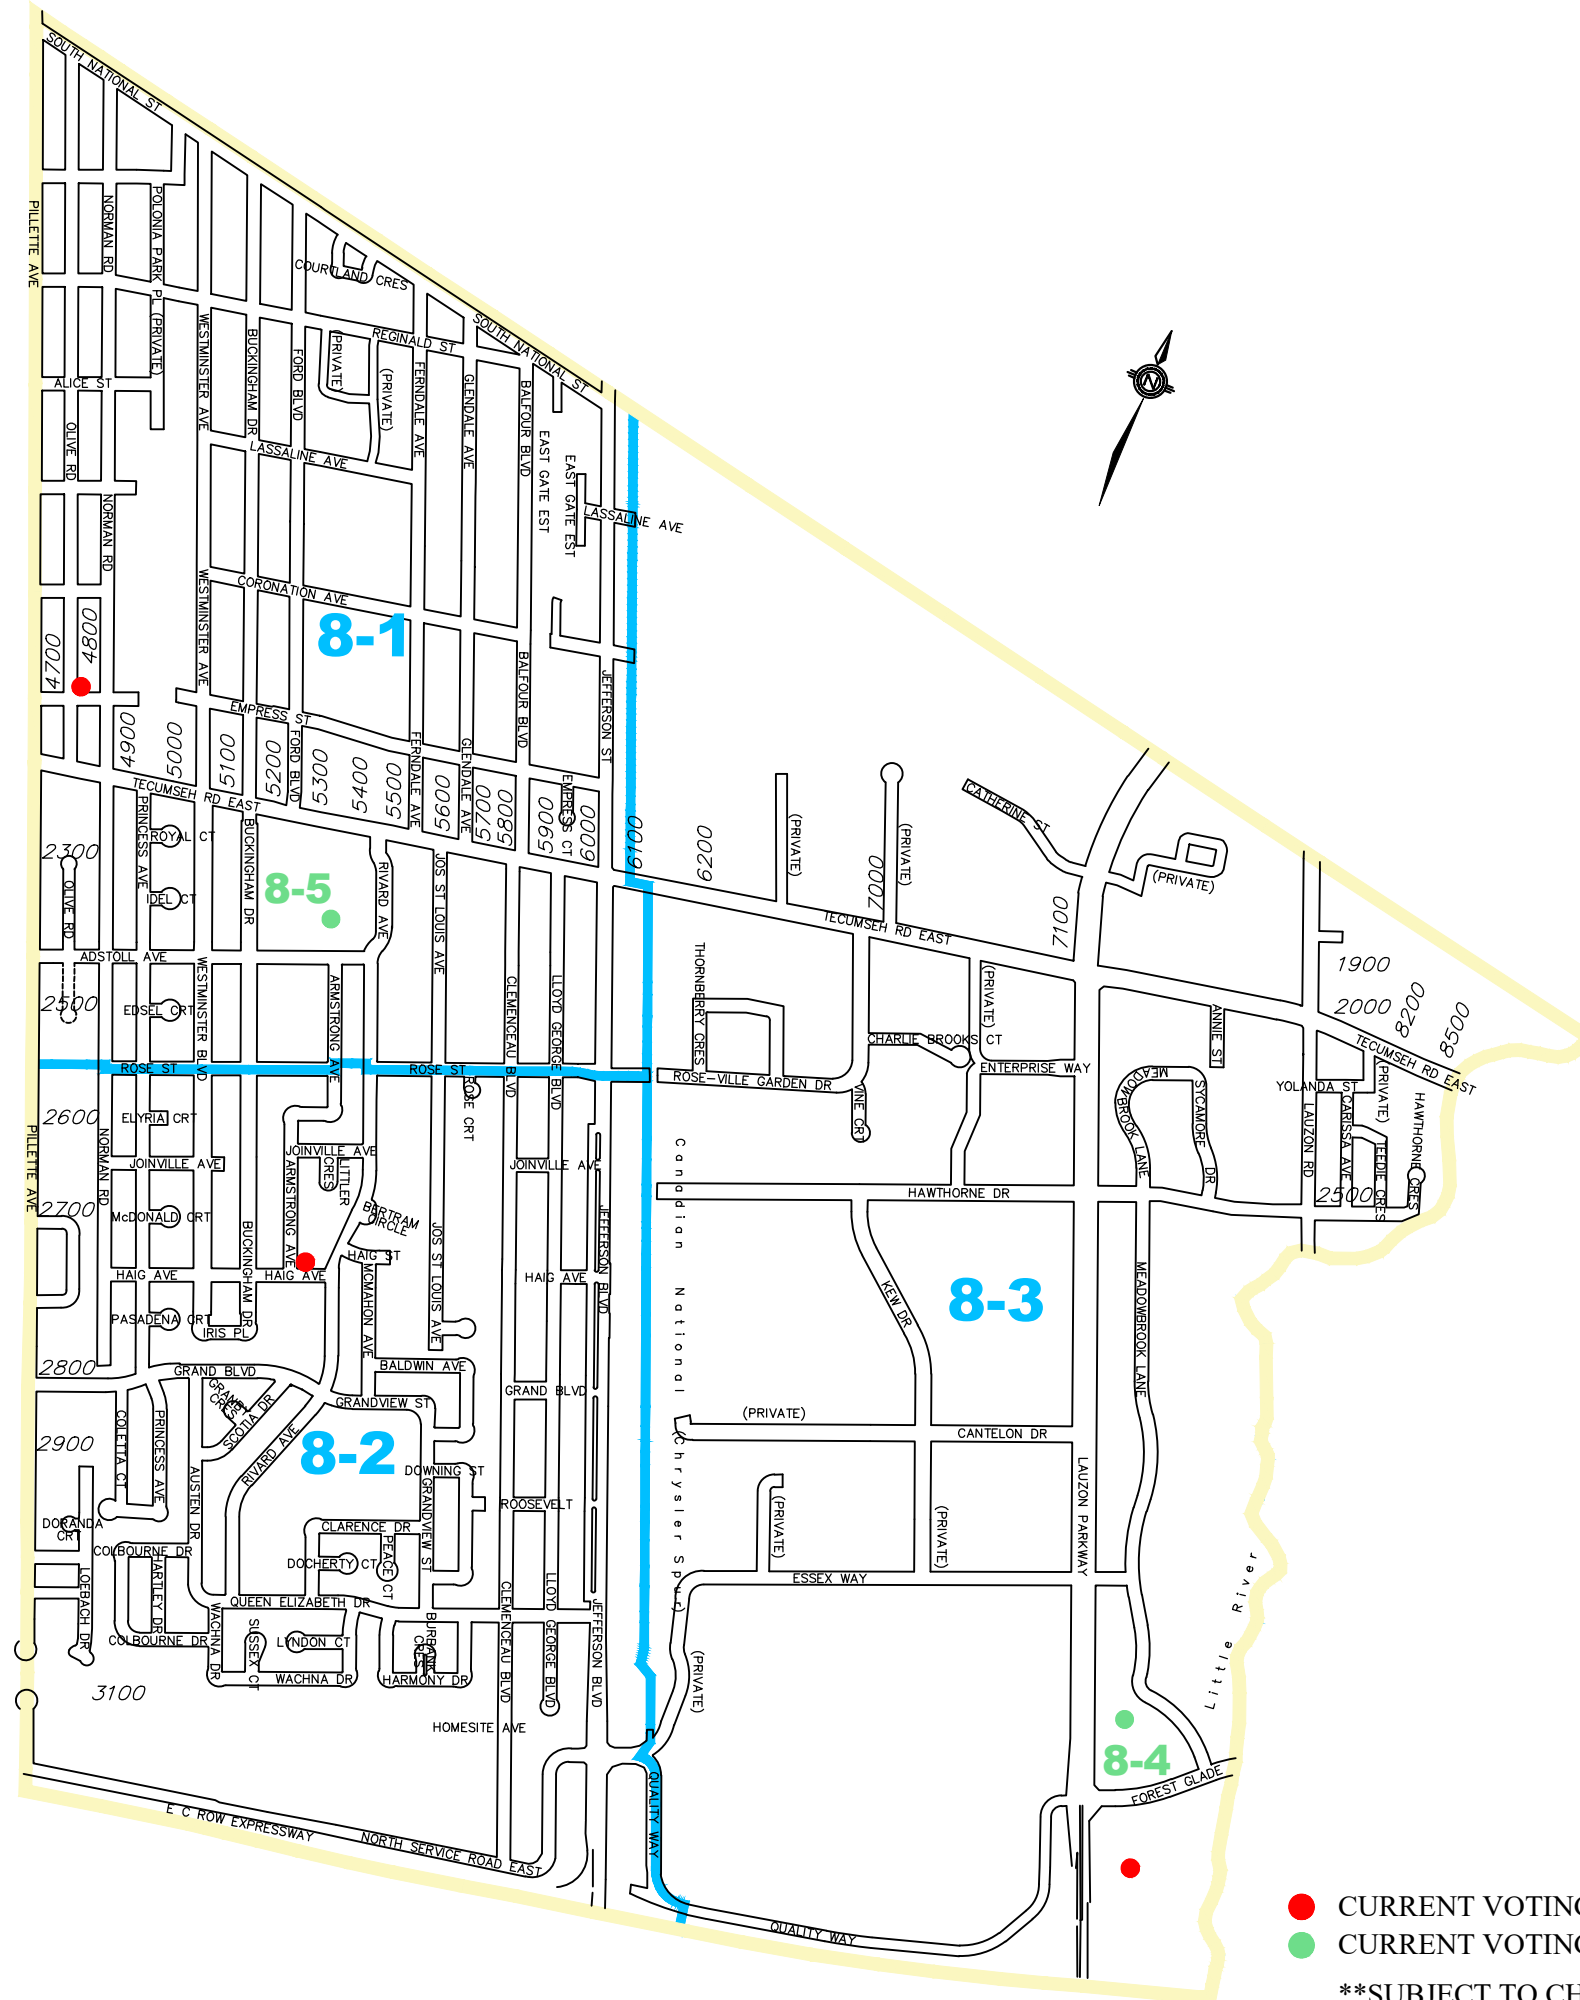 SOUTH NATIONAL ST
PILLETTE AVE
NORMAN RD
POLONIA PARK PL (PRIVATE)
COURTLAND CRES
REGINALD ST
SOUTH NATIONAL ST
N
WESTMINSTER AVE
BUCKINGHAM DR
FORD BLVD
(PRIVATE)
(PRIVATE)
FERNDALE AVE
GLENDALE AVE
BALFOUR BLVD
EAST GATE EST
EAST GATE EST
ALICE ST
OLIVE RD
LASSALINE AVE
NORMAN RD
LASSALINE AVE
WESTMINSTER AVE
CORONATION AVE
8-1
4700
4800
BALFOUR BLVD
JEFFERSON ST
EMPRESS ST
4900
5000
5100
5200
FORD BLVD
5300
5400
5500
FERNDALE AVE
5600
GLENDALE AVE
5700
5800
5900
EMPRESS CT
6000
6100
6200
(PRIVATE)
7000
(PRIVATE)
CATHERINE ST
(PRIVATE)
7100
TECUMSEH RD EAST
PRINCESS AVE
ROYAL CT
2300
OLIVE RD
IDEL CT
BUCKINGHAM DR
8-5
RIVARD AVE
JOS ST LOUIS AVE
TECUMSEH RD EAST
ADSTOLL AVE
WESTMINSTER BLVD
ARMSTRONG AVE
CLEMENCEAU BLVD
LLOYD GEORGE BLVD
THORNBERRY CRES
(PRIVATE)
1900
2000
8200
8500
2500
EDSEL CRT
CHARLIE BROOKS CT
ANNIE ST
TECUMSEH RD EAST
ROSE ST
ROSE ST
ROSE CRT
ROSE-VILLE GARDEN DR
VINE CRT
ENTERPRISE WAY
MEADOWBROOK LANE
SYCAMORE DR
YOLANDA ST
LAUZON RD
CARISSA AVE
(PRIVATE)
TEEDIE CRES
HAWTHORNE CRES
2600
ELYRIA CRT
PILLETTE AVE
NORMAN RD
JOINVILLE AVE
JOINVILLE AVE
LITTLER CRES
ARMSTRONG AVE
JOINVILLE AVE
Canadian National (Chrysler Spur)
HAWTHORNE DR
2500
2700
McDONALD CRT
BUCKINGHAM DR
BERTRAM CIRCLE
JOS ST LOUIS AVE
JEFFERSON BLVD
HAIG ST
HAIG AVE
HAIG AVE
HAIG AVE
MCMAHON AVE
KEW DR
8-3
MEADOWBROOK LANE
PASADENA CRT
IRIS PL
2800
GRAND BLVD
BALDWIN AVE
GRAND BLVD
GRANDVIEW ST
GRAMBY CRES
SCOTIA DR
RIVARD AVE
COLETTA CT
PRINCESS AVE
(PRIVATE)
CANTELON DR
2900
8-2
AUSTEN DR
DOWNING ST
GRANDVIEW ST
ROOSEVELT
LAUZON PARKWAY
(PRIVATE)
(PRIVATE)
DORANDA CRT
CLARENCE DR
COLBOURNE DR
HARTLEY DR
LOEBACH DR
DOCHERTY CT
PEACE CT
ESSEX WAY
CLEMENCEAU BLVD
LLOYD GEORGE BLVD
JEFFERSON BLVD
QUEEN ELIZABETH DR
COLBOURNE DR
WACHNA DR
SUSSEX CT
LYNDON CT
WACHNA DR
BURBANK CRES
HARMONY DR
Little River
(PRIVATE)
3100
HOMESITE AVE
8-4
FOREST GLADE
QUALITY WAY
E C ROW EXPRESSWAY
NORTH SERVICE ROAD EAST
QUALITY WAY
CURRENT VOTING
CURRENT VOTING
**SUBJECT TO CH